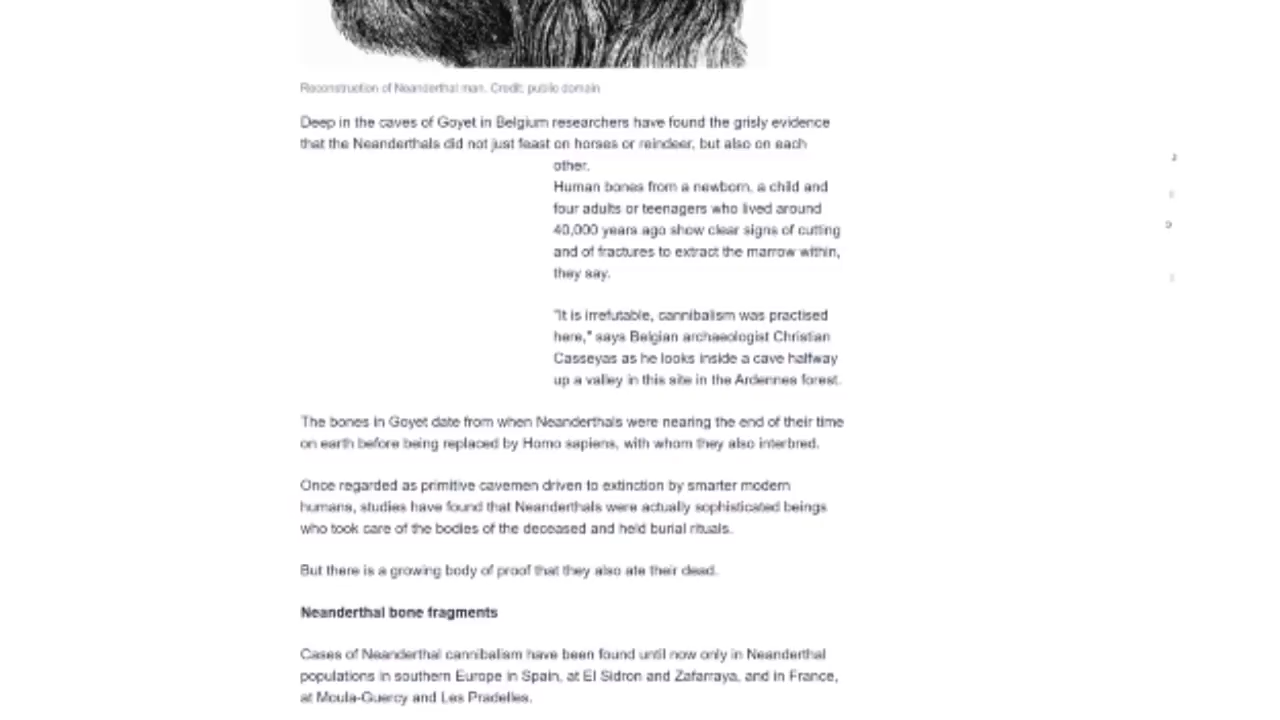 Reconstruction of Neanderthal man. Credit: public domain
Deep in the caves of Goyet in Belgium researchers have found the grisly evidence
that the Neanderthals did not just feast on horses or reindeer, but also on each
other.
Human bones from a newborn, a child and
four adults or teenagers who lived around
40,000 years ago show clear signs of cutting
and of fractures to extract the marrow within,
they say.
"It is irrefutable, cannibalism was practised
here," says Belgian archaeologist Christian
Casseyas as he looks inside a cave halfway
up a valley in this site in the Ardennes forest.
The bones in Goyet date from when Neanderthals were nearing the end of their time
on earth before being replaced by Homo sapiens, with whom they also interbred.
Once regarded as primitive cavemen driven to extinction by smarter modern
humans, studies have found that Neanderthals were actually sophisticated beings
who took care of the bodies of the deceased and held burial rituals.
But there is a growing body of proof that they also ate their dead.
Neanderthal bone fragments
Cases of Neanderthal cannibalism have been found until now only in Neanderthal
populations in southern Europe in Spain, at El Sidron and Zafarraya, and in France,
at Moula-Guercy and Les Pradelles.